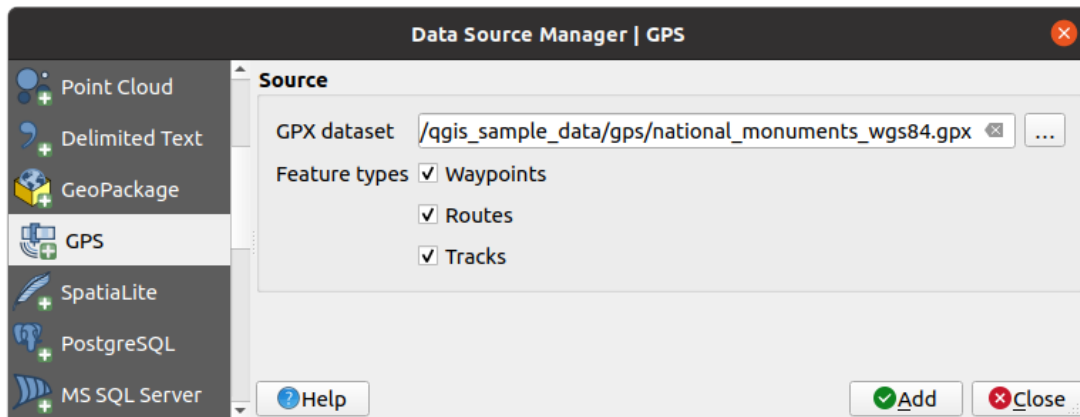 Data Source Manager | GPS
Point Cloud
Delimited Text
GeoPackage
GPS
SpatiaLite
PostgreSQL
MS SQL Server
Source
GPX dataset /qgis_sample_data/gps/national_monuments_wgs84.gpx ...
Feature types Waypoints
Routes
Tracks
Help Add Close